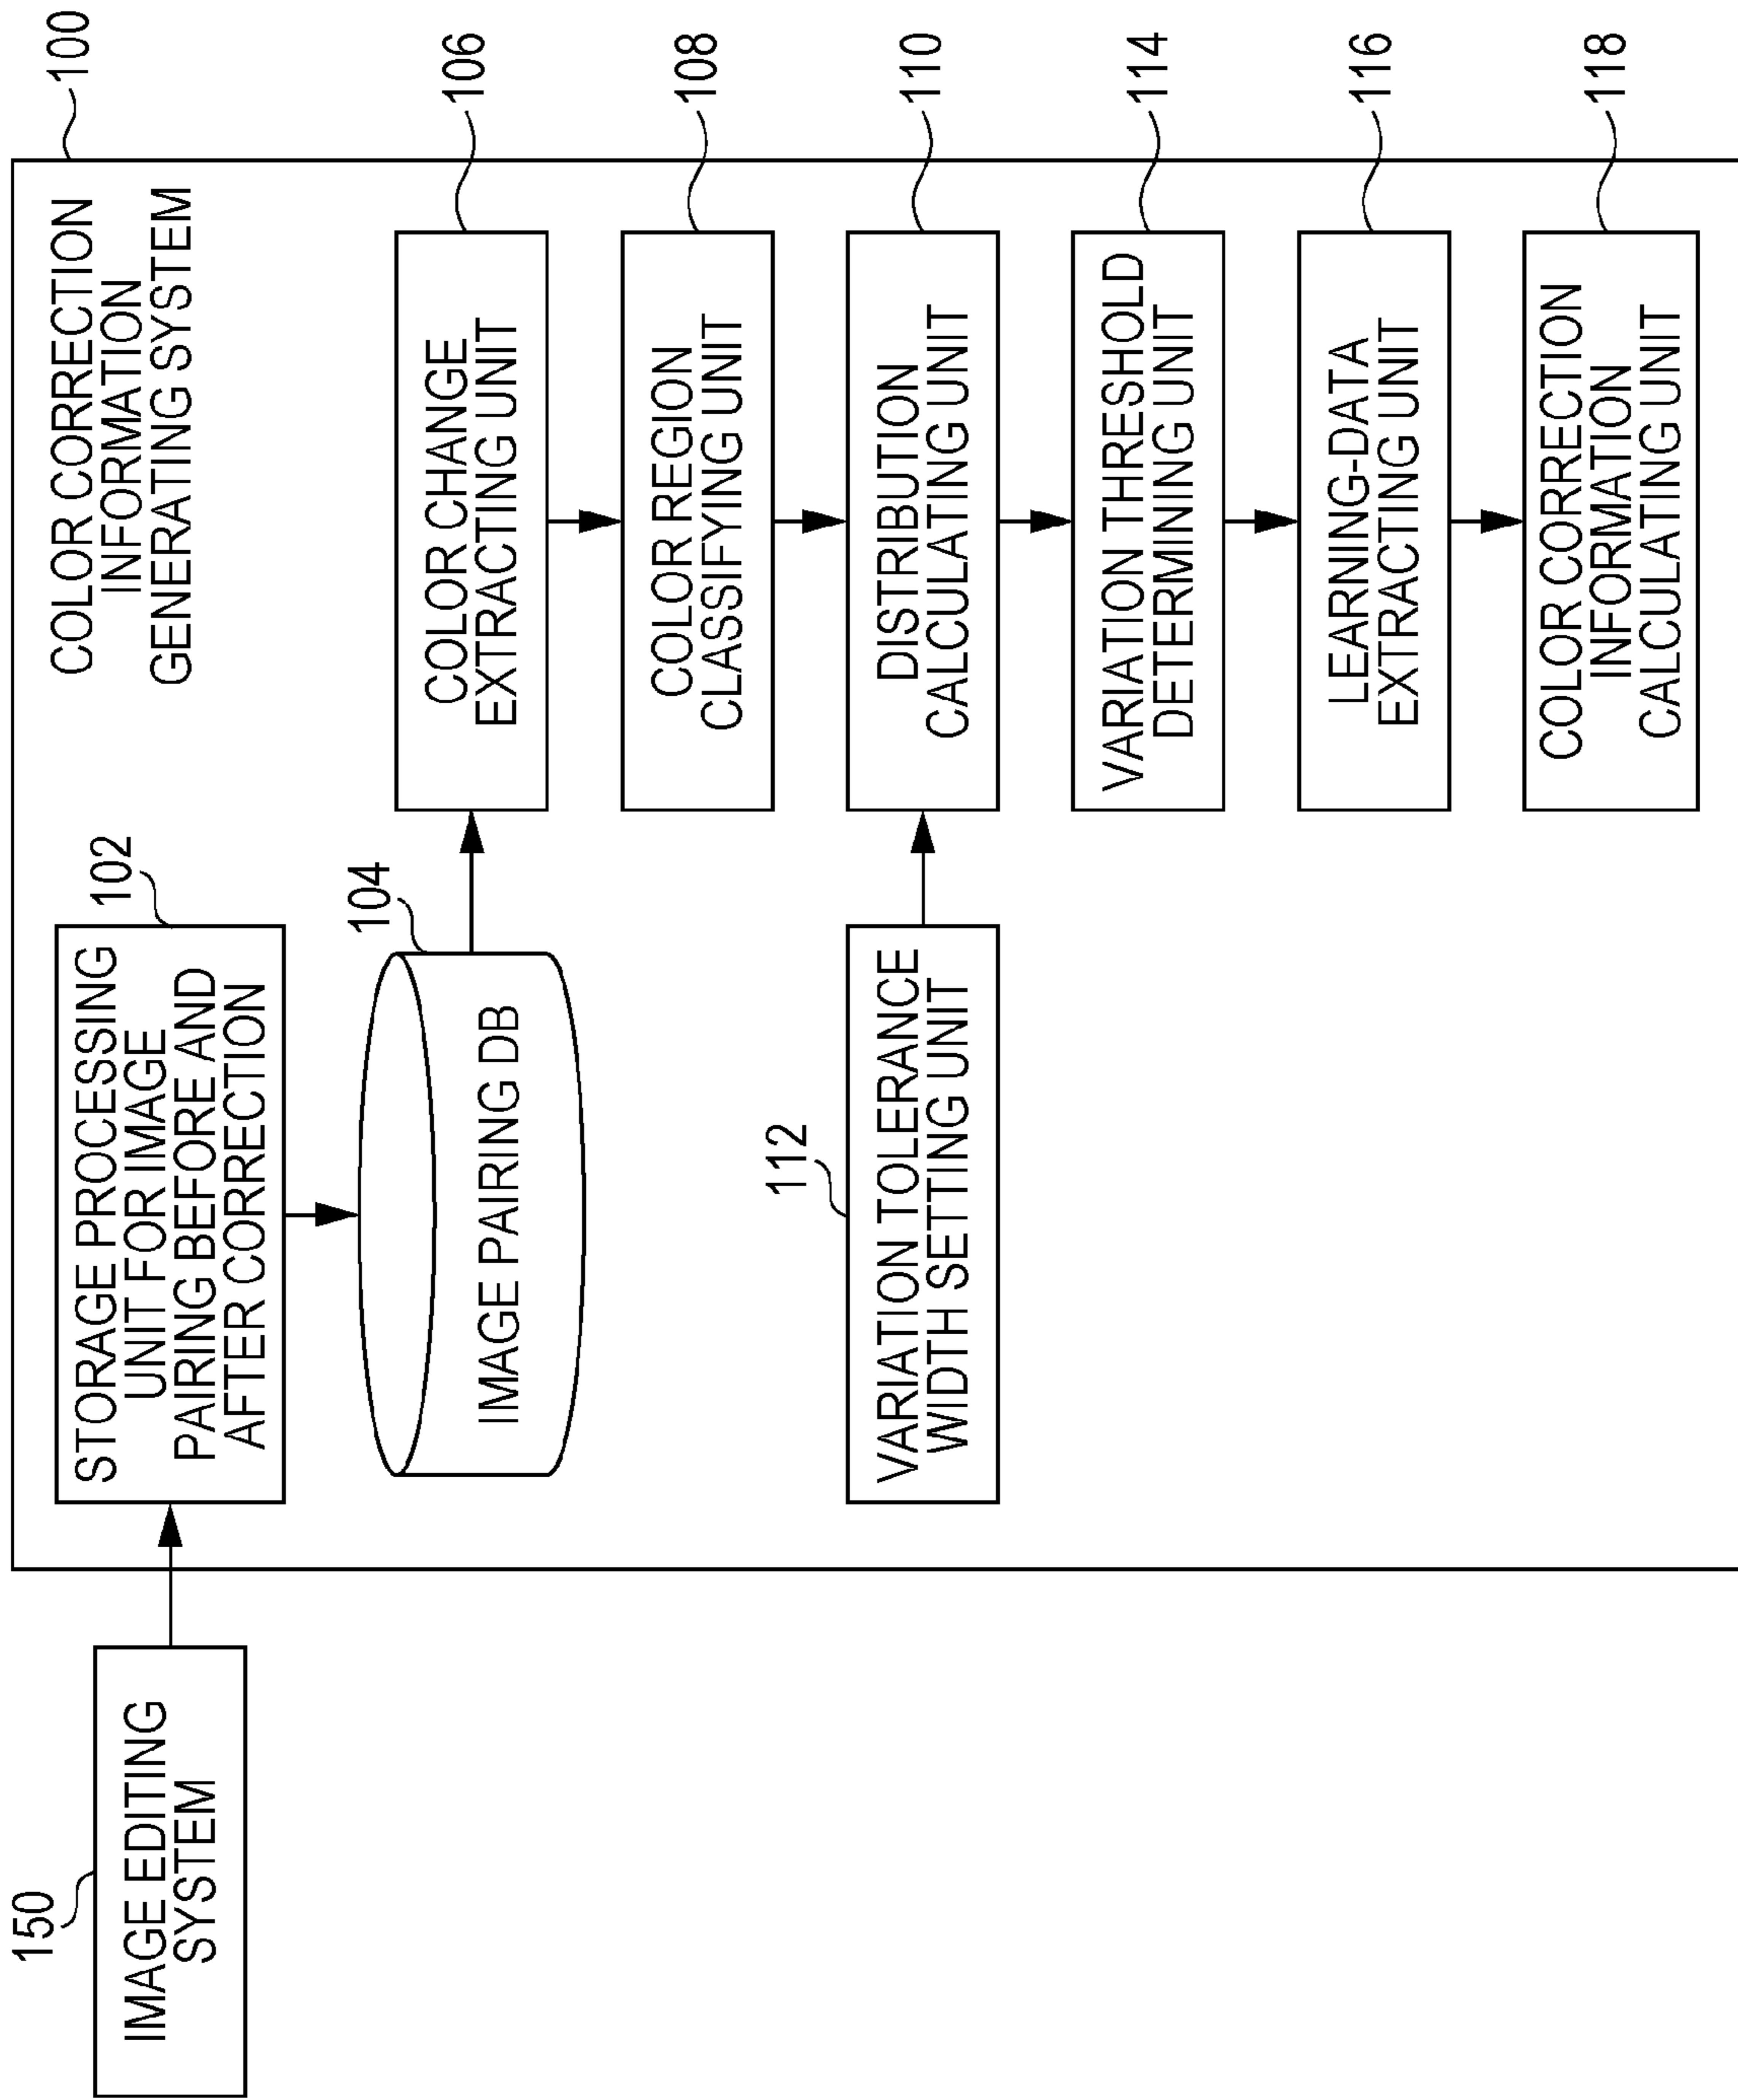 100
COLOR CORRECTION
INFORMATION
GENERATING SYSTEM
150
IMAGE EDITING
SYSTEM
102
STORAGE PROCESSING
UNIT FOR IMAGE
PAIRING BEFORE AND
AFTER CORRECTION
104
IMAGE PAIRING DB
106
COLOR CHANGE
EXTRACTING UNIT
108
COLOR REGION
CLASSIFYING UNIT
112
VARIATION TOLERANCE
WIDTH SETTING UNIT
110
DISTRIBUTION
CALCULATING UNIT
114
VARIATION THRESHOLD
DETERMINING UNIT
116
LEARNING-DATA
EXTRACTING UNIT
118
COLOR CORRECTION
INFORMATION
CALCULATING UNIT